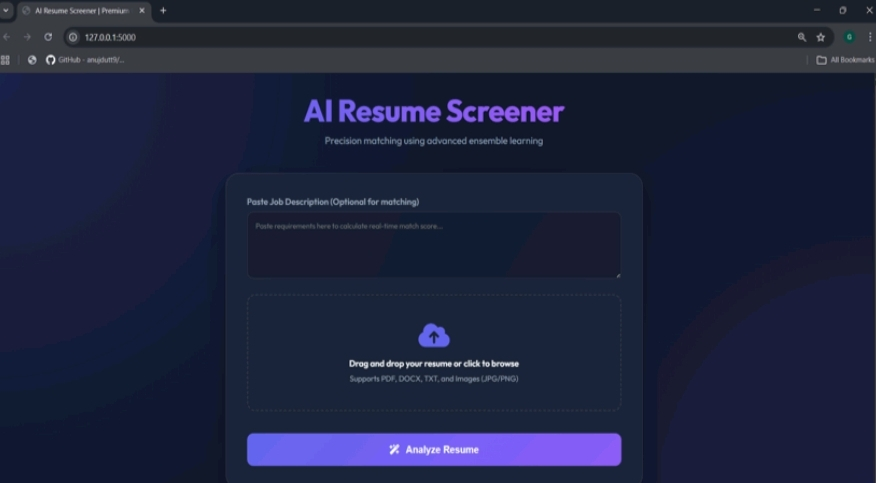 AI Resume Screener | Premium
127.0.0.1:5000
G
GitHub - anujdutt9/...
All Bookmarks
AI Resume Screener
Precision matching using advanced ensemble learning
Paste Job Description (Optional for matching)
Paste requirements here to calculate real-time match score...
Drag and drop your resume or click to browse
Supports PDF, DOCX, TXT, and Images (JPG/PNG)
Analyze Resume